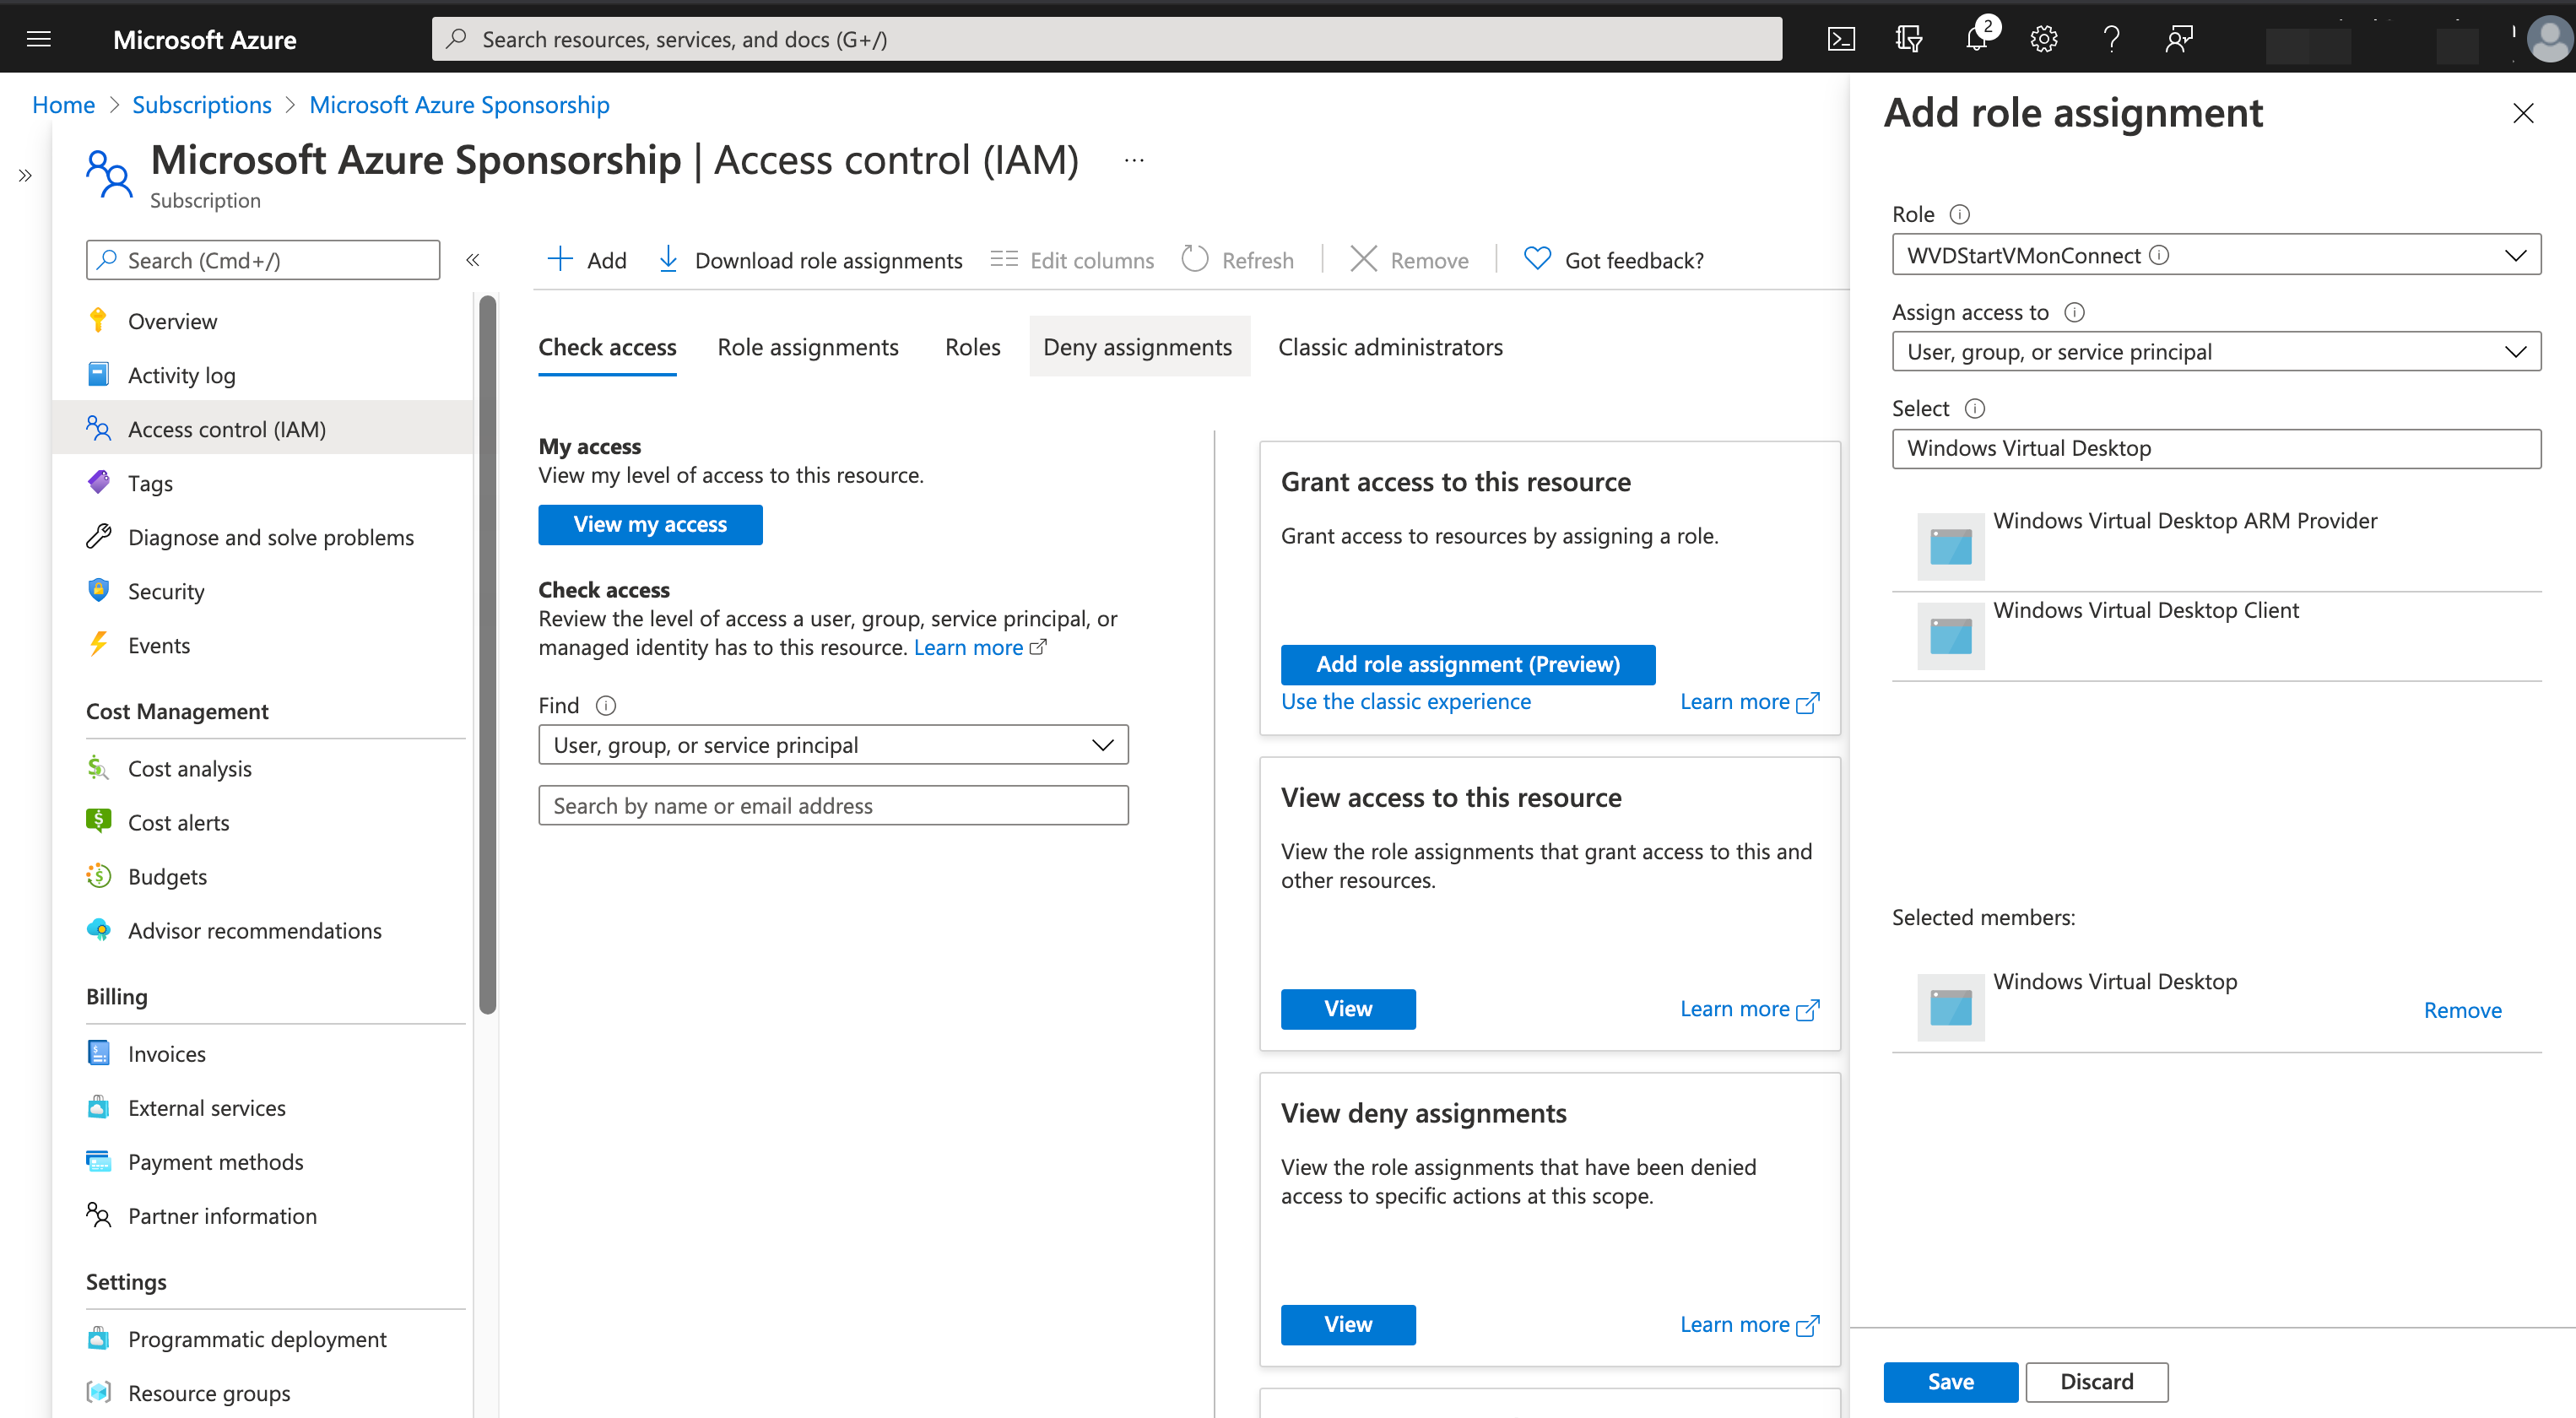 Microsoft Azure
Search resources, services, and docs (G+/)
2
Home > Subscriptions > Microsoft Azure Sponsorship
Microsoft Azure Sponsorship | Access control (IAM) ...
Subscription
Search (Cmd+/)
Overview
Activity log
Access control (IAM)
Tags
Diagnose and solve problems
Security
Events
Cost Management
Cost analysis
Cost alerts
Budgets
Advisor recommendations
Billing
Invoices
External services
Payment methods
Partner information
Settings
Programmatic deployment
Resource groups
Add Download role assignments Edit columns Refresh Remove Got feedback?
Check access Role assignments Roles Deny assignments Classic administrators
My access
View my level of access to this resource.
View my access
Check access
Review the level of access a user, group, service principal, or
managed identity has to this resource. Learn more
Find
User, group, or service principal
Search by name or email address
Grant access to this resource
Grant access to resources by assigning a role.
Add role assignment (Preview)
Use the classic experience Learn more
View access to this resource
View the role assignments that grant access to this and
other resources.
View Learn more
View deny assignments
View the role assignments that have been denied
access to specific actions at this scope.
View Learn more
Add role assignment
Role
WVDStartVMonConnect
Assign access to
User, group, or service principal
Select
Windows Virtual Desktop
Windows Virtual Desktop ARM Provider
Windows Virtual Desktop Client
Selected members:
Windows Virtual Desktop
Remove
Save Discard